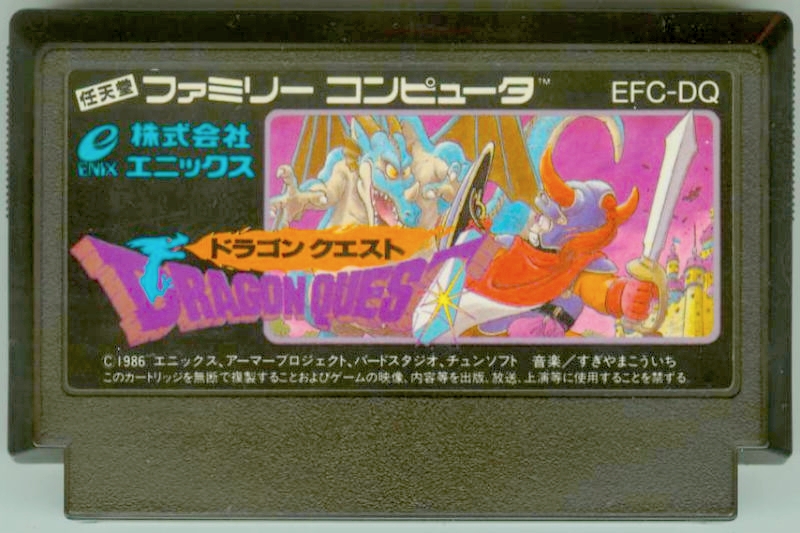 任天堂 ファミリー コンピュータ™ EFC-DQ
株式会社
ENIX エニックス
ドラゴン クエスト
DRAGON QUEST
©1986 エニックス、アーマープロジェクト、バードスタジオ、チュンソフト 音楽／すぎやまこういち
このカートリッジを無断で複製することおよびゲームの映像、内容等を出版、放送、上演等に使用することを禁ずる。